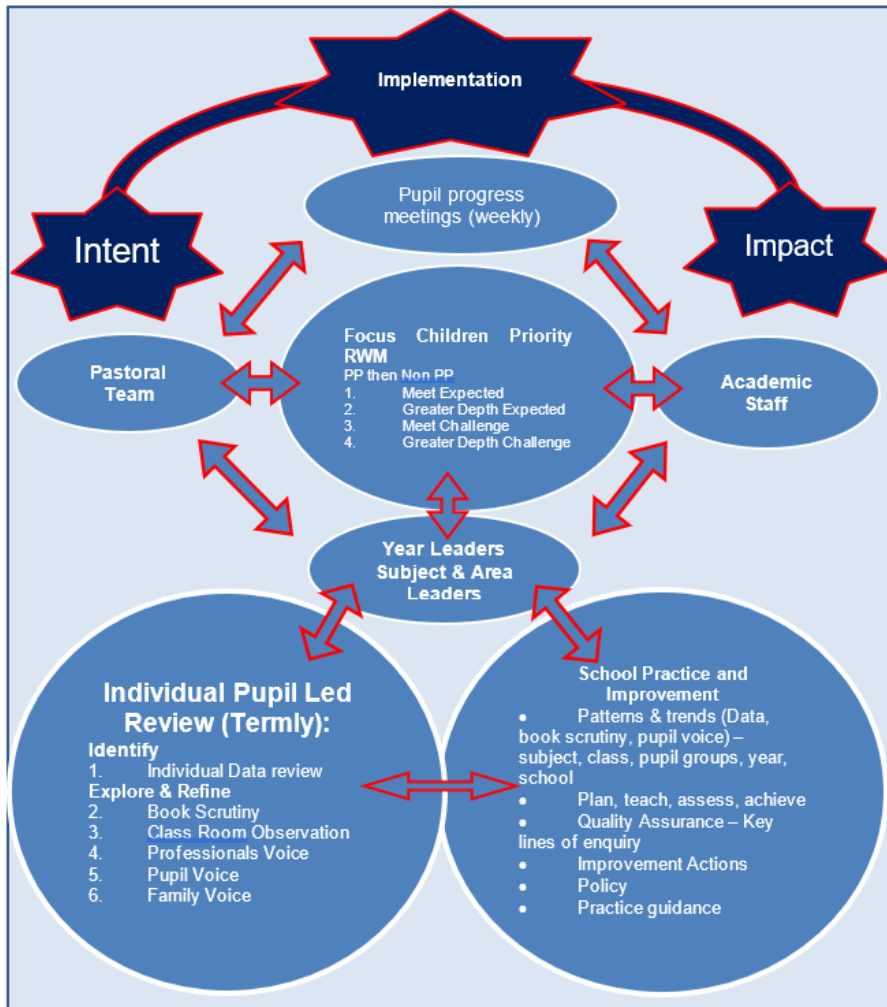 Implementation
Intent
Impact
Pupil progress
meetings (weekly)
Pastoral
Team
Focus Children Priority
RWM
PP then Non PP
1. Meet Expected
2. Greater Depth Expected
3. Meet Challenge
4. Greater Depth Challenge
Academic
Staff
Year Leaders
Subject & Area
Leaders
Individual Pupil Led
Review (Termly):
Identify
1. Individual Data review
Explore & Refine
2. Book Scrutiny
3. Class Room Observation
4. Professionals Voice
5. Pupil Voice
6. Family Voice
School Practice and
Improvement
• Patterns & trends (Data,
book scrutiny, pupil voice) –
subject, class, pupil groups, year,
school
• Plan, teach, assess, achieve
• Quality Assurance – Key
lines of enquiry
• Improvement Actions
• Policy
• Practice guidance